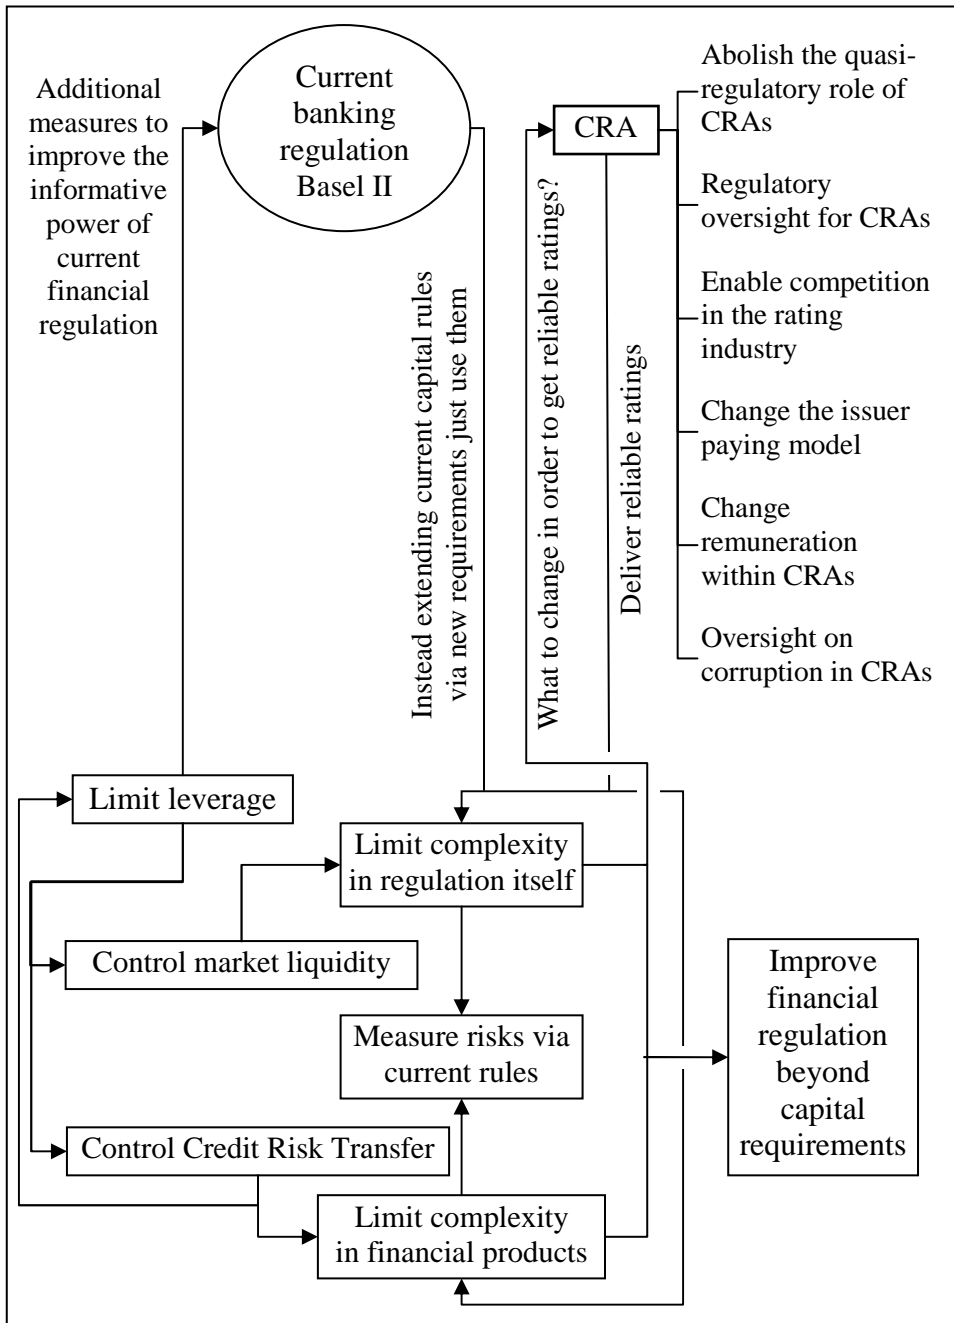 Additional
measures to
improve the
informative
power of
current
financial
regulation
Current
banking
regulation
Basel II
CRA
Abolish the quasi-
regulatory role of
CRAs
Regulatory
oversight for CRAs
Enable competition
in the rating
industry
Change the issuer
paying model
Change
remuneration
within CRAs
Oversight on
corruption in CRAs
Instead extending current capital rules
via new requirements just use them
What to change in order to get reliable ratings?
Deliver reliable ratings
Limit leverage
Limit complexity
in regulation itself
Control market liquidity
Measure risks via
current rules
Improve
financial
regulation
beyond
capital
requirements
Control Credit Risk Transfer
Limit complexity
in financial products